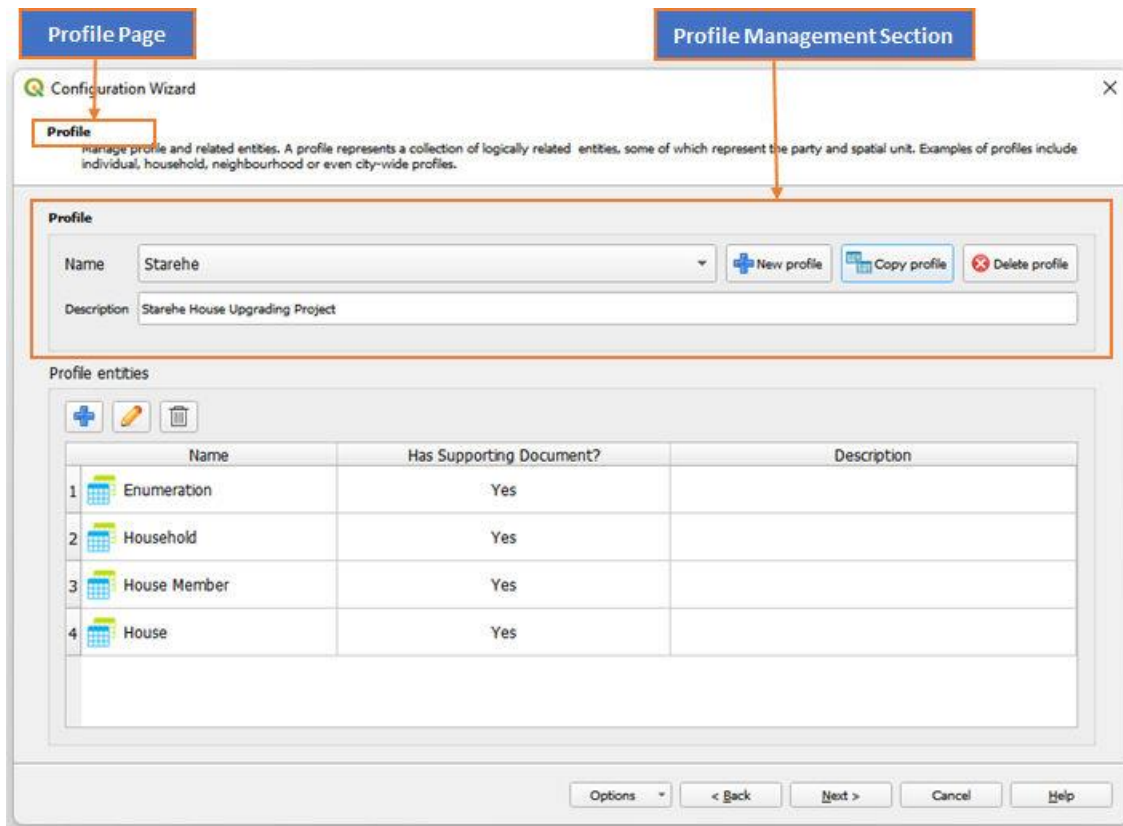 Profile Page
Profile Management Section
Configuration Wizard
Profile
Manage profile and related entities. A profile represents a collection of logically related entities, some of which represent the party and spatial unit. Examples of profiles include
individual, household, neighbourhood or even city-wide profiles.
Profile
Name Starehe New profile Copy profile Delete profile
Description Starehe House Upgrading Project
Profile entities
Name Has Supporting Document? Description
1 Enumeration Yes
2 Household Yes
3 House Member Yes
4 House Yes
Options < Back Next > Cancel Help